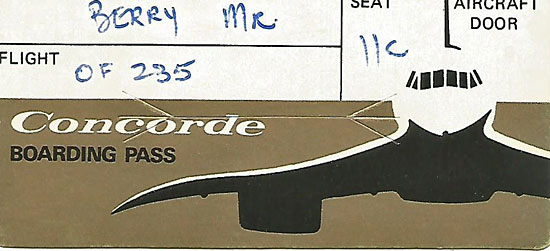 BERRY MR.
SEAT
11C
AIRCRAFT
DOOR
FLIGHT
OF 235
Concorde
BOARDING PASS